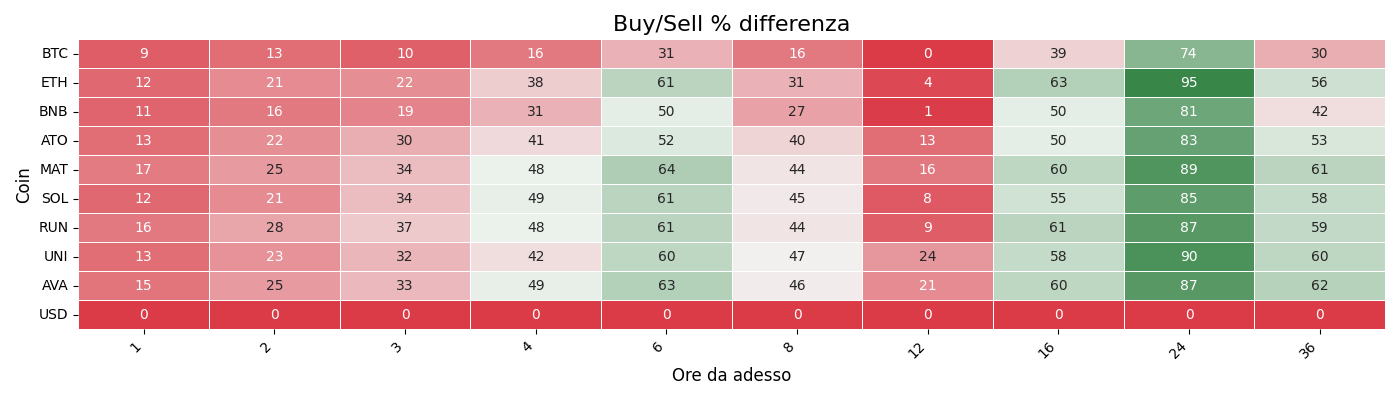 Buy/Sell % differenza
Coin
BTC 9 13 10 16 31 16 0 39 74 30
ETH 12 21 22 38 61 31 4 63 95 56
BNB 11 16 19 31 50 27 1 50 81 42
ATO 13 22 30 41 52 40 13 50 83 53
MAT 17 25 34 48 64 44 16 60 89 61
SOL 12 21 34 49 61 45 8 55 85 58
RUN 16 28 37 48 61 44 9 61 87 59
UNI 13 23 32 42 60 47 24 58 90 60
AVA 15 25 33 49 63 46 21 60 87 62
USD 0 0 0 0 0 0 0 0 0 0
1 2 3 4 6 8 12 16 24 36
Ore da adesso